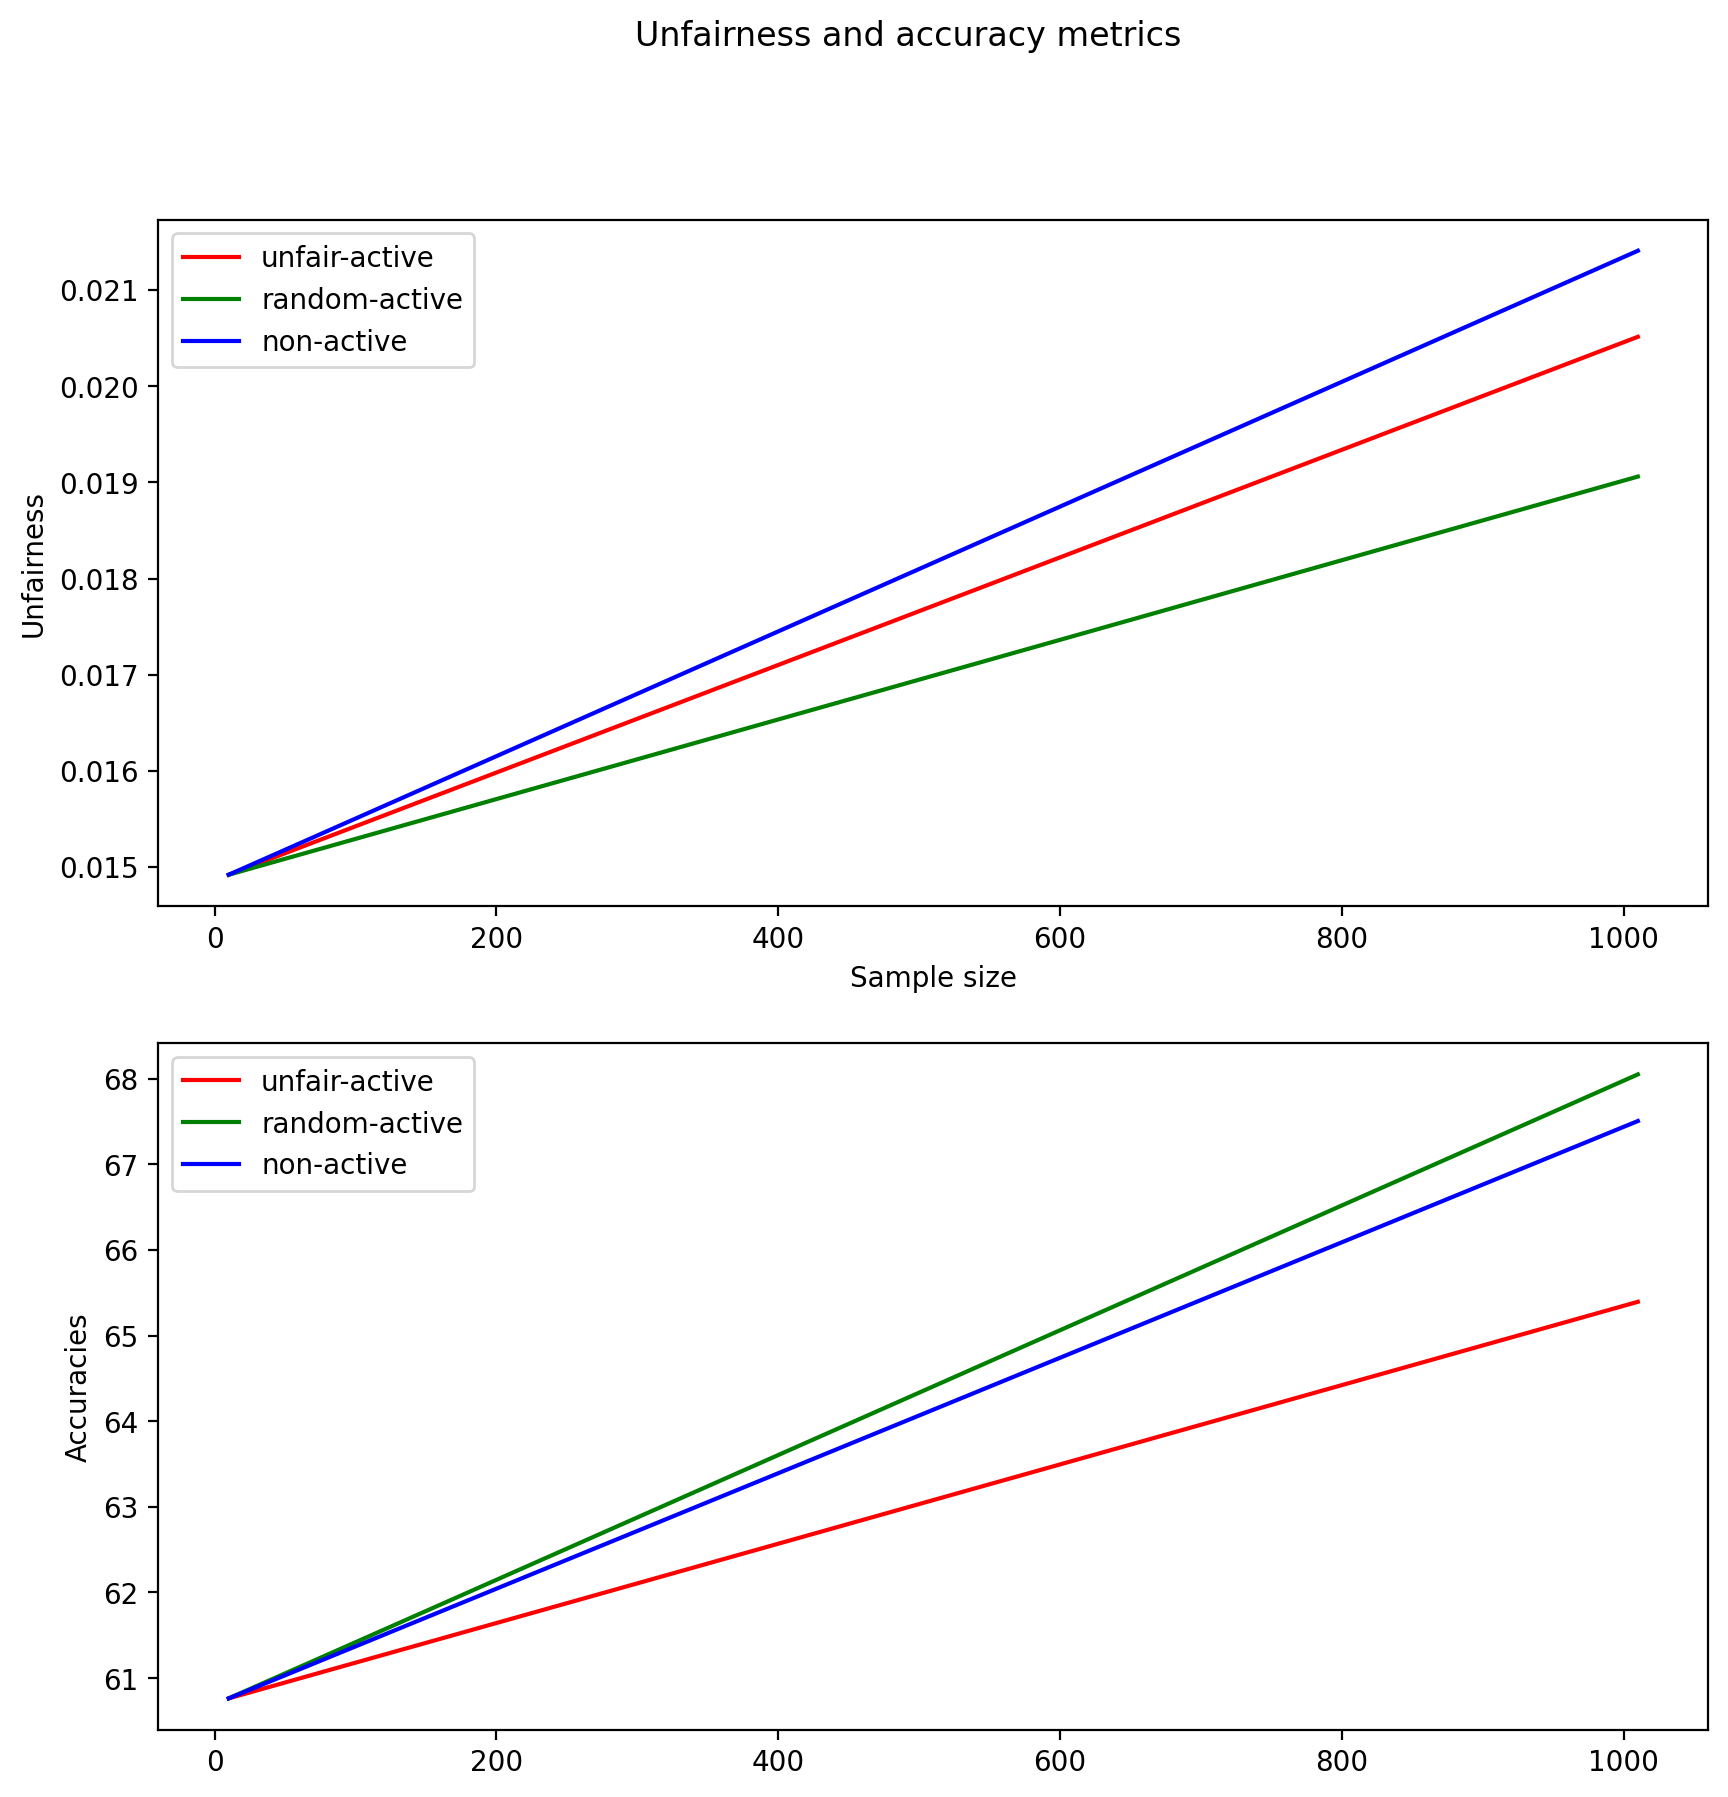 Unfairness and accuracy metrics
unfair-active
random-active
non-active
0.021
0.020
0.019
0.018
0.017
0.016
0.015
Unfairness
0 200 400 600 800 1000
Sample size
unfair-active
random-active
non-active
68
67
66
65
64
63
62
61
Accuracies
0 200 400 600 800 1000